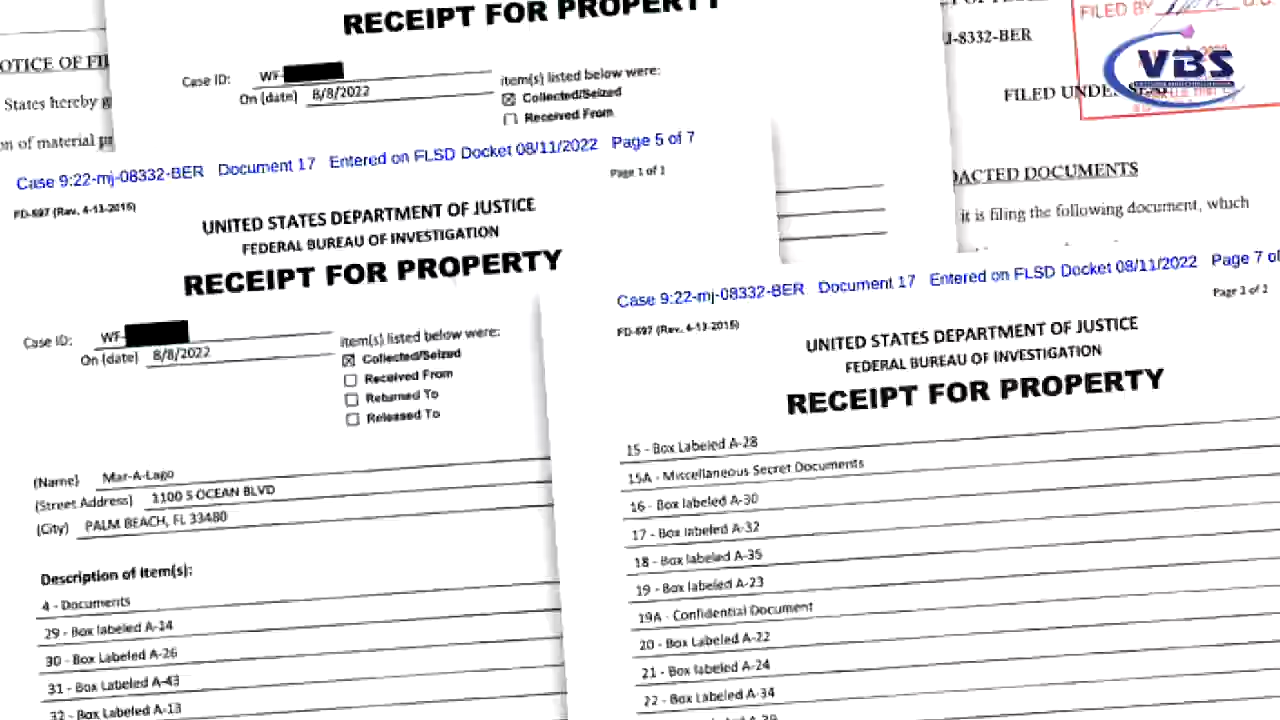 RECEIPT FOR PROPERTY
Case ID: WF-
On (date) 8/8/2022
item(s) listed below were:
Collected/Seized
Received From
OTICE OF FI
States hereby g
on of material pr
J-8332-BER
FILED BY
VBS
FILED UNDER SEAL
DACTED DOCUMENTS
it is filing the following document, which
Case 9:22-mj-08332-BER Document 17 Entered on FLSD Docket 08/11/2022 Page 5 of 7
FD-597 (Rev. 4-13-2015)
Page 1 of 1
UNITED STATES DEPARTMENT OF JUSTICE
FEDERAL BUREAU OF INVESTIGATION
RECEIPT FOR PROPERTY
Case ID: WF-
On (date) 8/8/2022
item(s) listed below were:
Collected/Seized
Received From
Returned To
Released To
(Name) Mar-A-Lago
(Street Address) 1100 S OCEAN BLVD
(City) PALM BEACH, FL 33480
Description of Item(s):
4 - Documents
29 - Box labeled A-14
30 - Box Labeled A-26
31 - Box Labeled A-43
32 - Box Labeled A-13
Case 9:22-mj-08332-BER Document 17 Entered on FLSD Docket 08/11/2022 Page 7 of
FD-597 (Rev. 4-13-2015)
Page 2 of 2
UNITED STATES DEPARTMENT OF JUSTICE
FEDERAL BUREAU OF INVESTIGATION
RECEIPT FOR PROPERTY
15 - Box Labeled A-28
15A - Miscellaneous Secret Documents
16 - Box labeled A-30
17 - Box labeled A-32
18 - Box labeled A-35
19 - Box labeled A-23
19A - Confidential Document
20 - Box Labeled A-22
21 - Box labeled A-24
22 - Box Labeled A-34